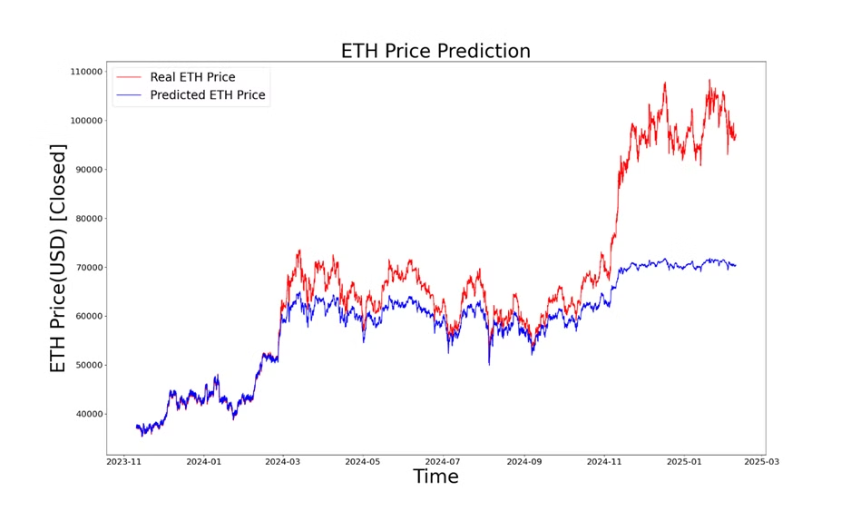 ETH Price Prediction
Real ETH Price
Predicted ETH Price
ETH Price(USD) [Closed]
110000
100000
90000
80000
70000
60000
50000
40000
2023-11 2024-01 2024-03 2024-05 2024-07 2024-09 2024-11 2025-01 2025-03
Time